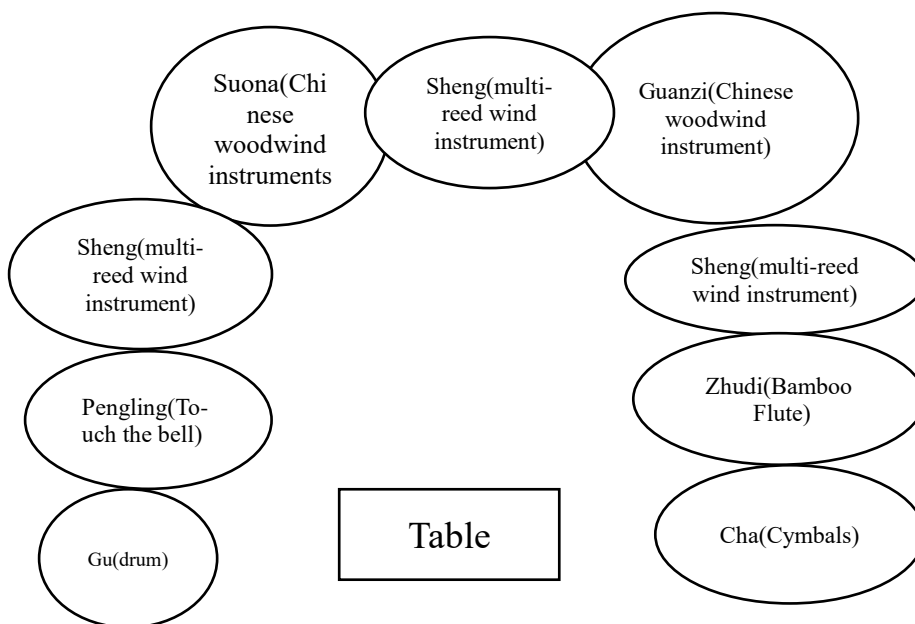 Suona(Chi
nese
woodwind
instruments
Sheng(multi-
reed wind
instrument)
Guanzi(Chinese
woodwind
instrument)
Sheng(multi-
reed wind
instrument)
Sheng(multi-reed
wind instrument)
Pengling(To-
uch the bell)
Zhudi(Bamboo
Flute)
Gu(drum)
Table
Cha(Cymbals)